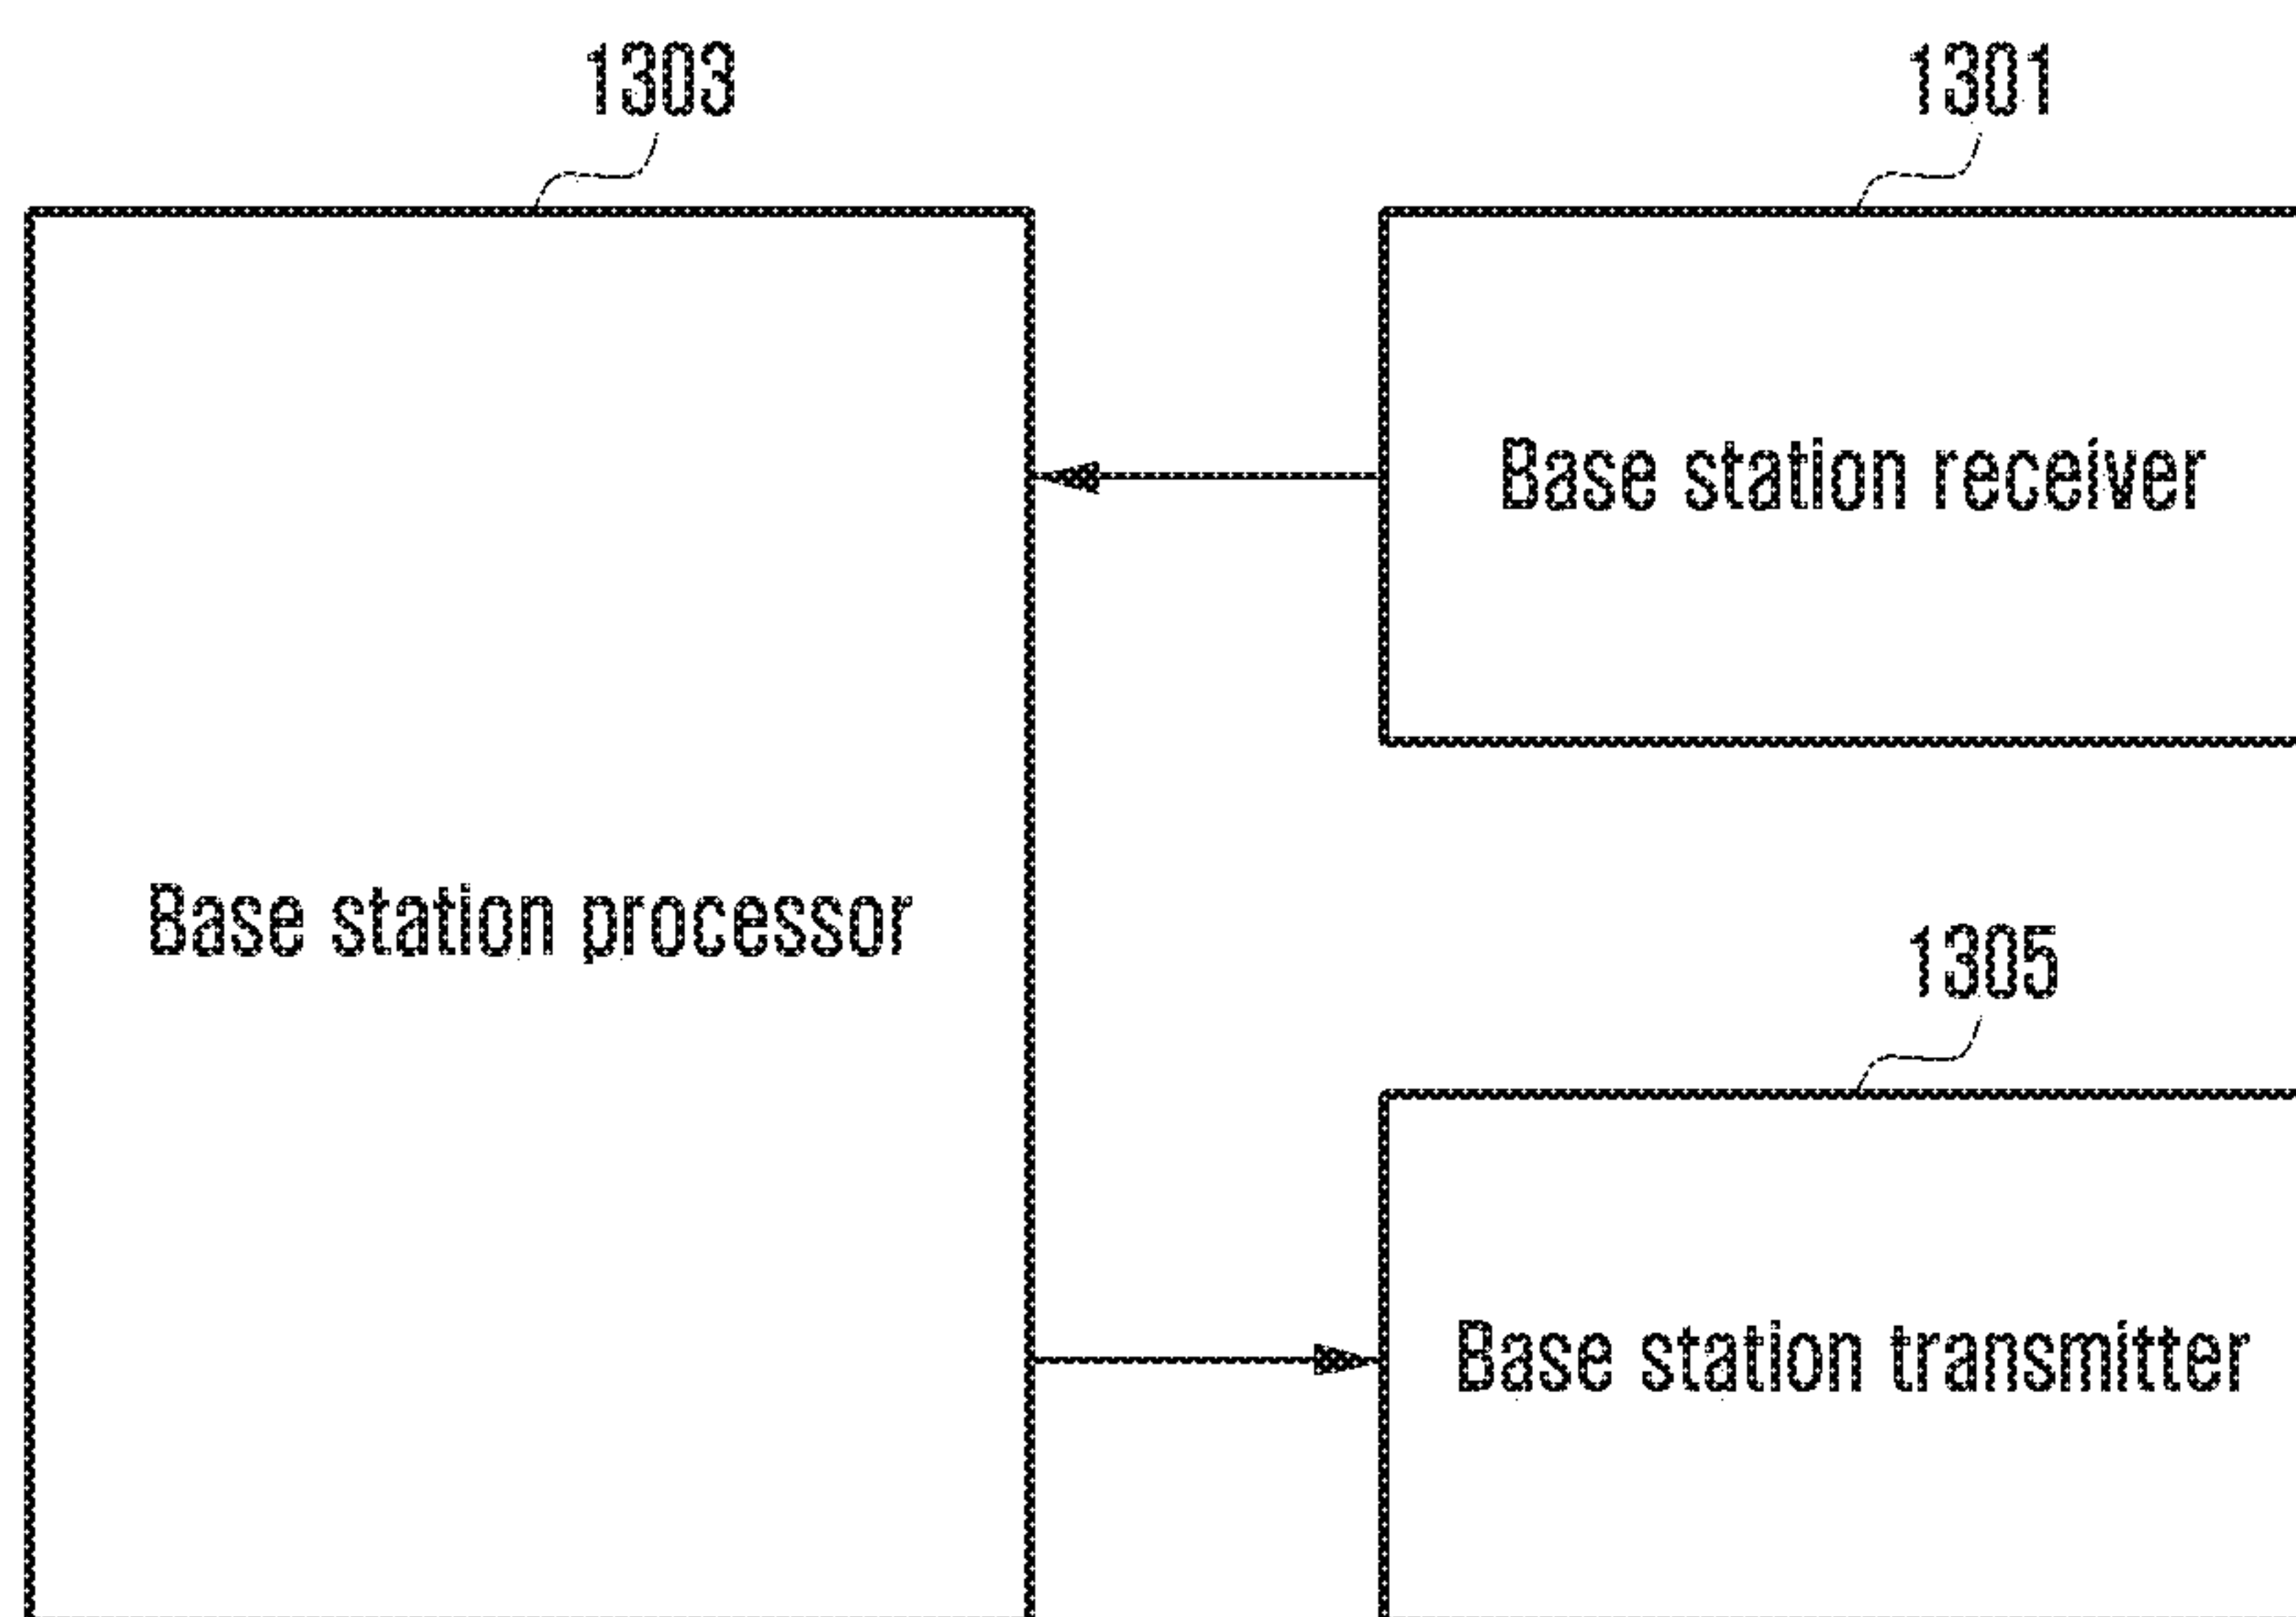 1303
1301
Base station receiver
Base station processor
1305
Base station transmitter